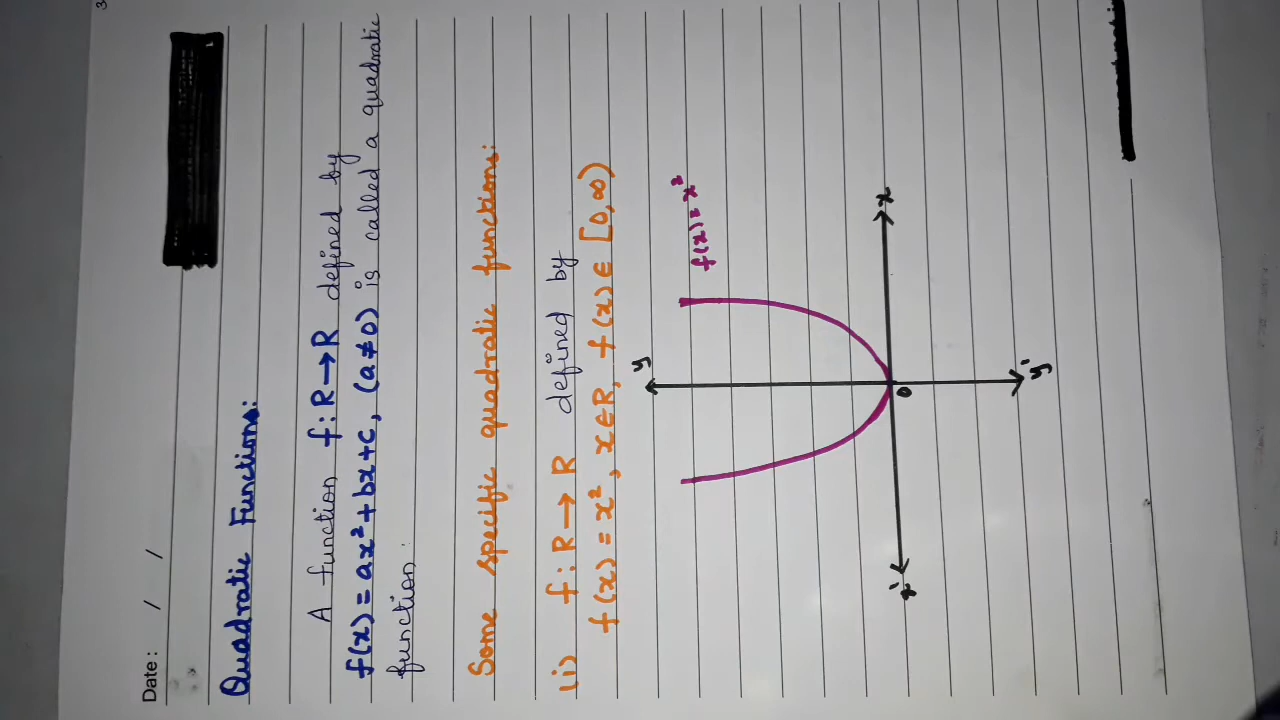 Date: / /
Quadratic Functions:
A function f: R→R defined by
f(x) = ax²+bx+c, (a≠0) is called a quadratic
function.
Some specific quadratic functions:
(i) f: R→R defined by
f(x) = x², x∈R, f(x)∈[0,∞)
y
f(x)=x²
x'
0
x
y'